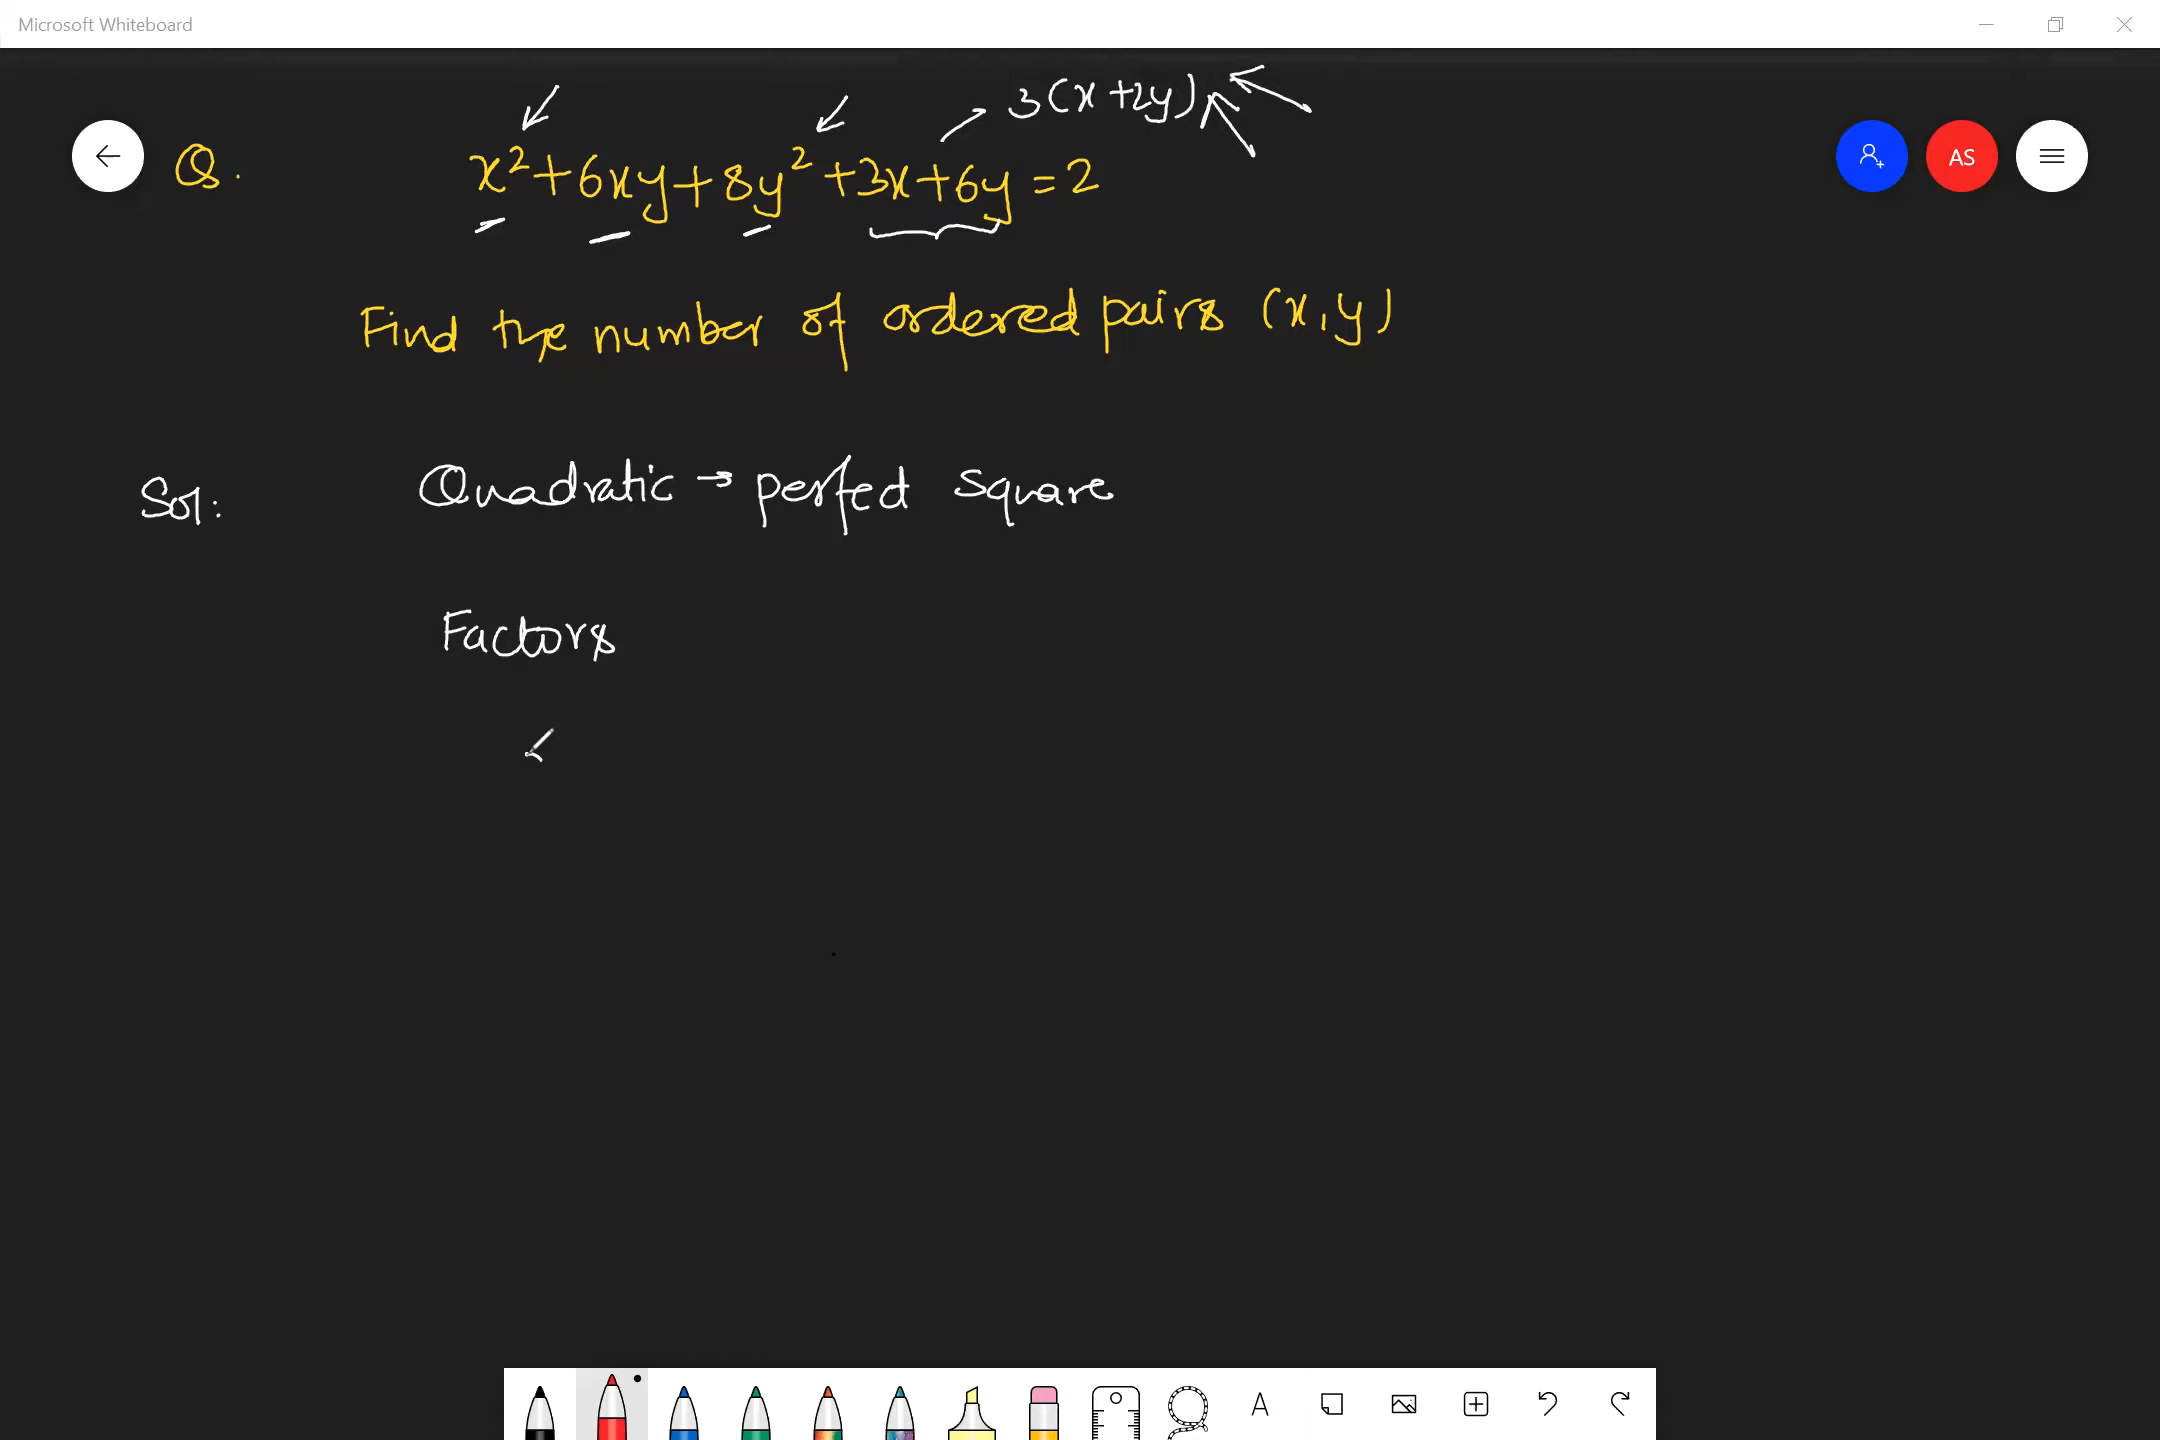 Microsoft Whiteboard
3(x+2y)
Q. x²+6xy+8y²+3x+6y=2
AS
Find the number of ordered pairs (x,y)
Sol: Quadratic → perfect square
Factors
A